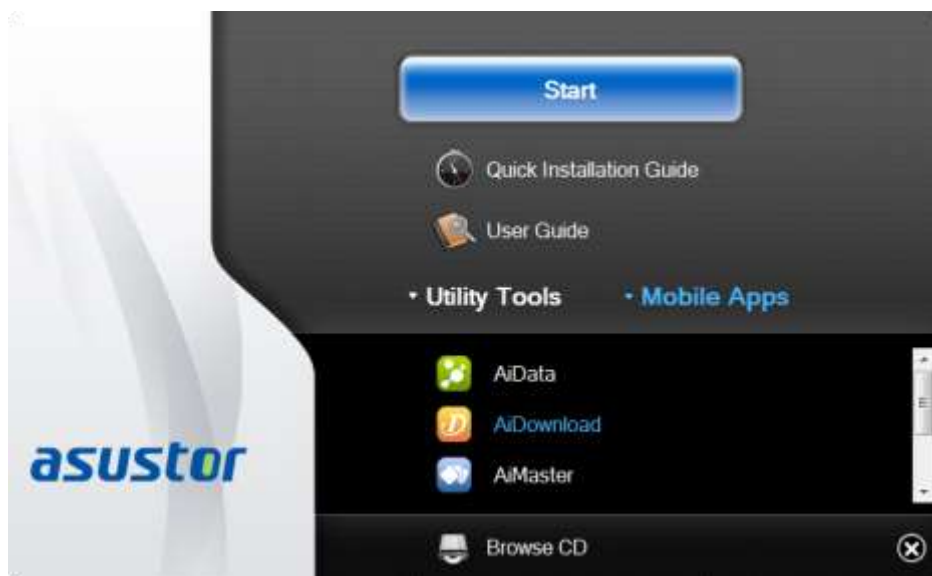 Start
Quick Installation Guide
User Guide
Utility Tools
Mobile Apps
AiData
D
AiDownload
AiMaster
asustor
Browse CD